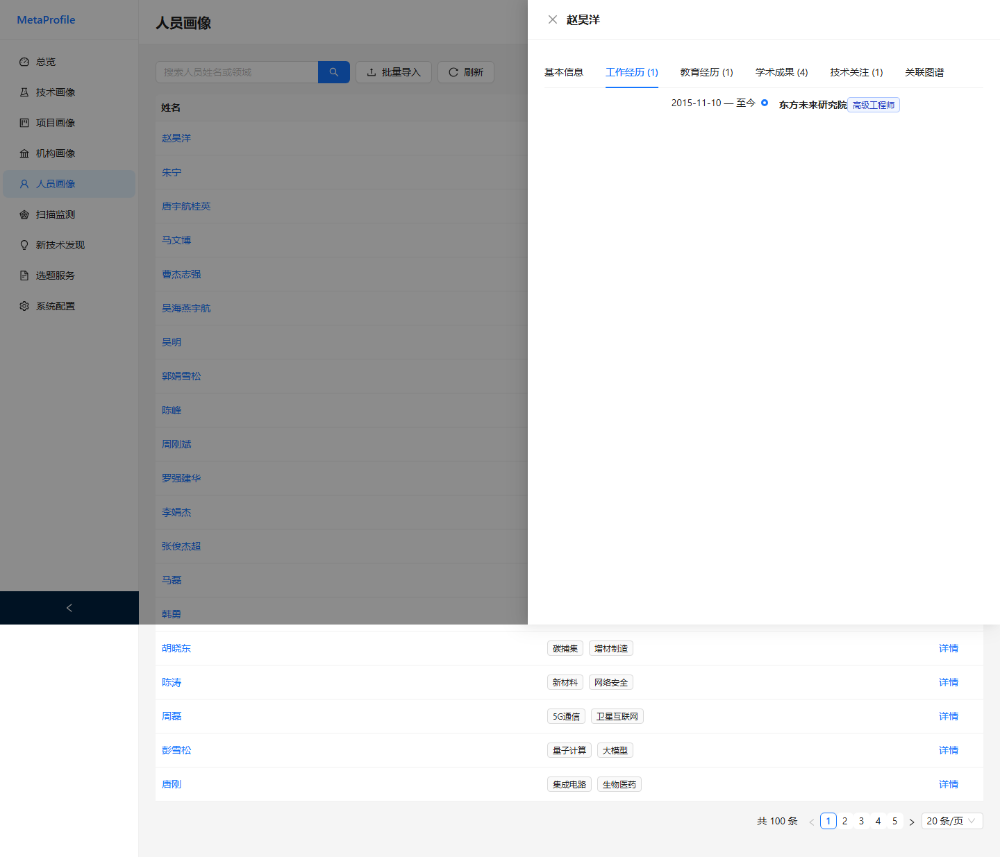 MetaProfile
总览
技术画像
项目画像
机构画像
人员画像
扫描监测
新技术发现
选题服务
系统配置
人员画像
搜索人员姓名或领域
批量导入
刷新
姓名
赵昊洋
朱宁
唐宇航桂英
马文博
曹杰志强
吴海燕宇航
吴明
郭娟雪松
陈峰
周刚斌
罗强建华
李娟杰
张俊杰超
马磊
韩勇
胡晓东 碳捕集 增材制造 详情
陈涛 新材料 网络安全 详情
周磊 5G通信 卫星互联网 详情
彭雪松 量子计算 大模型 详情
唐刚 集成电路 生物医药 详情
共 100 条 1 2 3 4 5 20 条/页
赵昊洋
基本信息 工作经历 (1) 教育经历 (1) 学术成果 (4) 技术关注 (1) 关联图谱
2015-11-10 — 至今 东方未来研究院 高级工程师